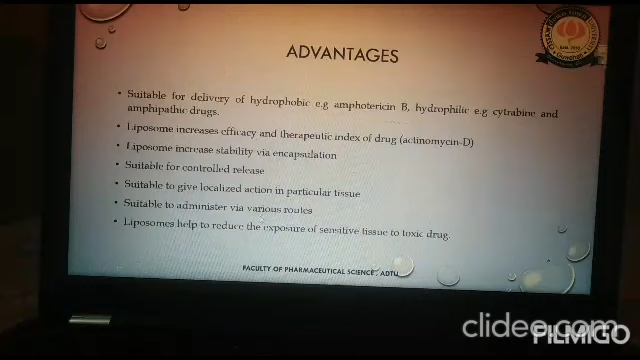 ADVANTAGES
• Suitable for delivery of hydrophobic e.g amphotericin B, hydrophilic e.g cytrabine and
amphipathic drugs.
• Liposome increases efficacy and therapeutic index of drug (actinomycin-D)
• Liposome increase stability via encapsulation
• Suitable for controlled release
• Suitable to give localized action in particular tissue
• Suitable to administer via various routes
• Liposomes help to reduce the exposure of sensitive tissue to toxic drug.
FACULTY OF PHARMACEUTICAL SCIENCE , ADTU
clideo.com
FILMIGO